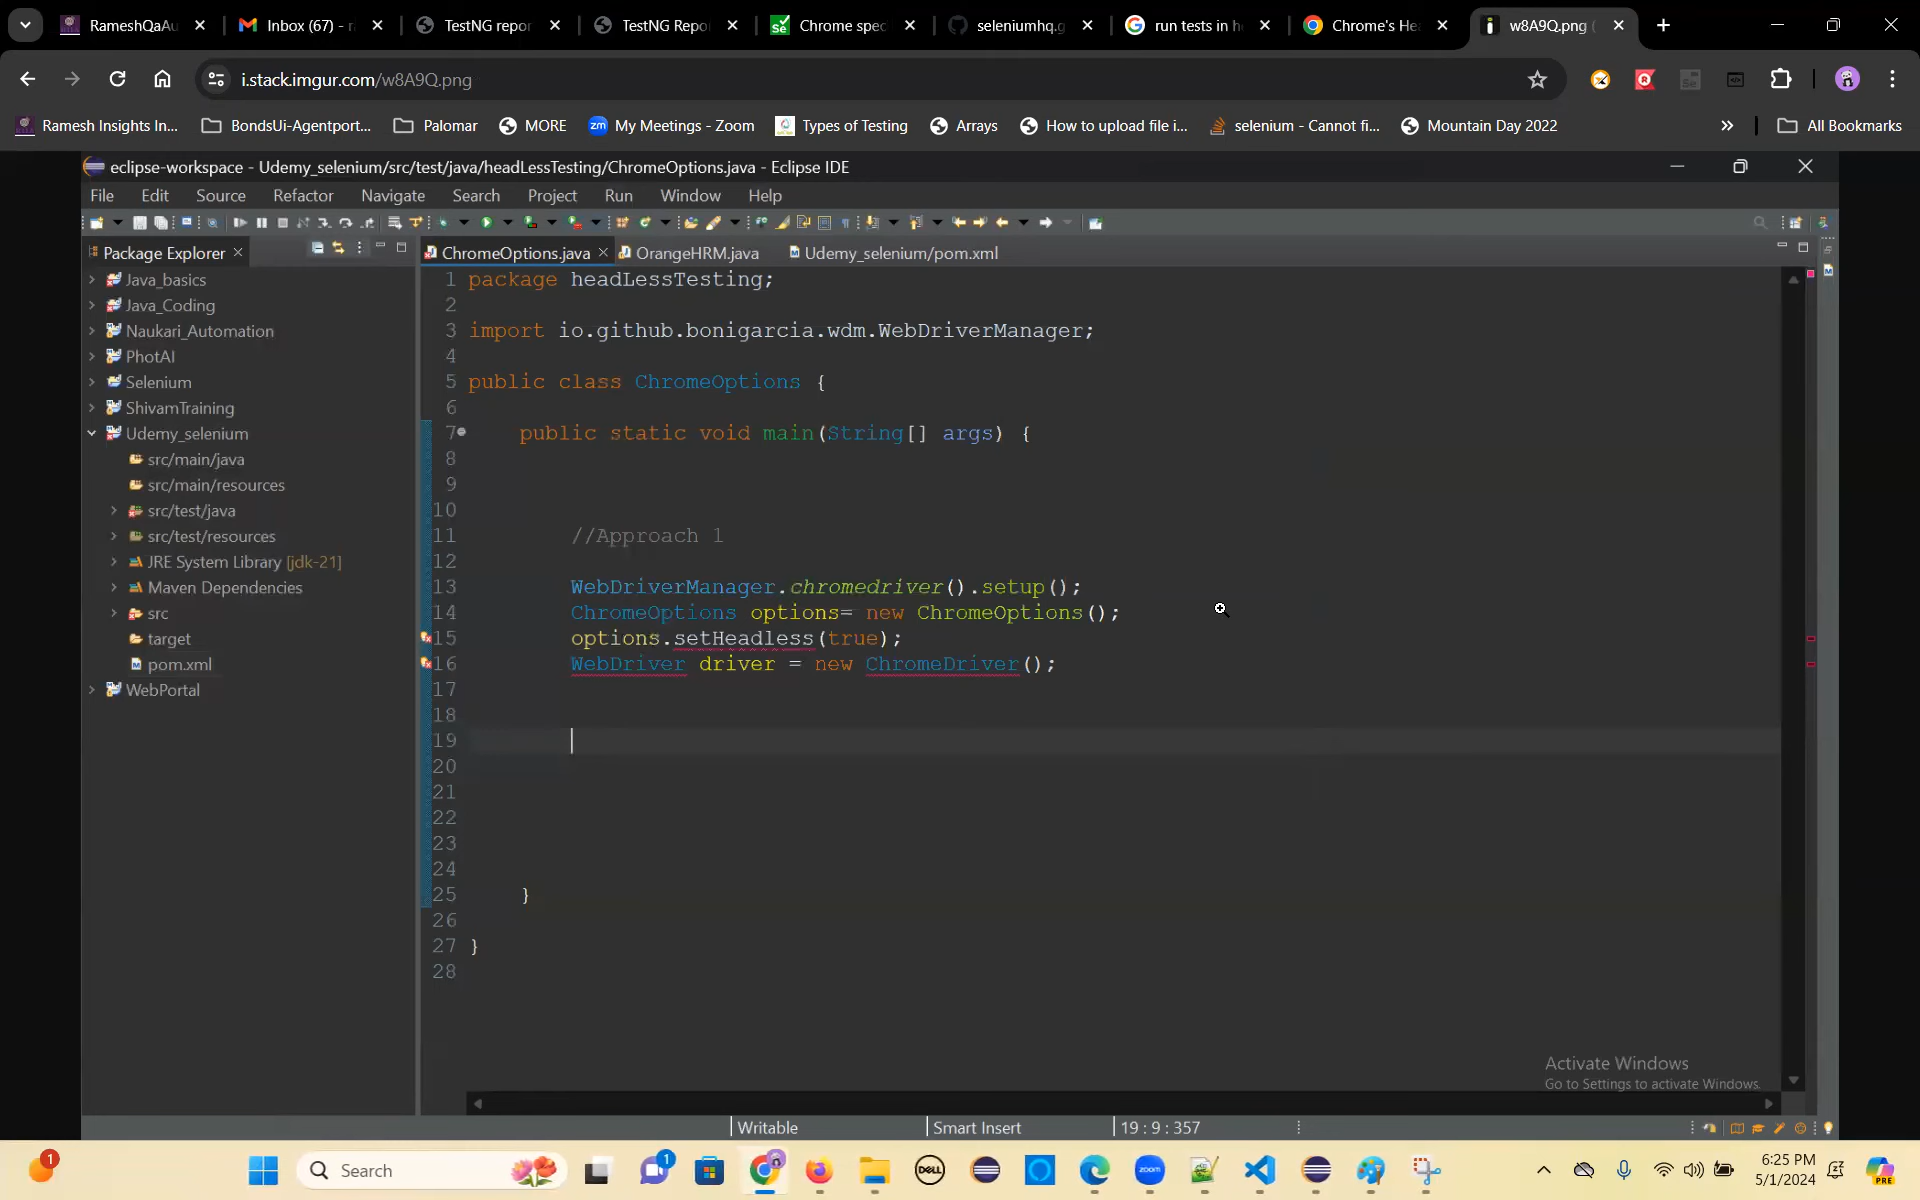 RameshQaAu
Inbox (67) - r
TestNG repor
TestNG Repo
Chrome spec
seleniumhq.g
run tests in h
Chrome's He
w8A9Q.png (
i.stack.imgur.com/w8A9Q.png
Ramesh Insights In...
BondsUi-Agentport...
Palomar
MORE
zm My Meetings - Zoom
Types of Testing
Arrays
How to upload file i...
selenium - Cannot fi...
Mountain Day 2022
All Bookmarks
eclipse-workspace - Udemy_selenium/src/test/java/headLessTesting/ChromeOptions.java - Eclipse IDE
File Edit Source Refactor Navigate Search Project Run Window Help
Package Explorer
ChromeOptions.java
OrangeHRM.java
Udemy_selenium/pom.xml
Java_basics
Java_Coding
Naukari_Automation
PhotAI
Selenium
ShivamTraining
Udemy_selenium
src/main/java
src/main/resources
src/test/java
src/test/resources
JRE System Library [jdk-21]
Maven Dependencies
src
target
pom.xml
WebPortal
1 package headLessTesting;
2
3 import io.github.bonigarcia.wdm.WebDriverManager;
4
5 public class ChromeOptions {
6
7 public static void main(String[] args) {
8
9
10
11 //Approach 1
12
13 WebDriverManager.chromedriver().setup();
14 ChromeOptions options= new ChromeOptions();
15 options.setHeadless(true);
16 WebDriver driver = new ChromeDriver();
17
18
19
20
21
22
23
24
25 }
26
27 }
28
Activate Windows
Go to Settings to activate Windows.
Writable
Smart Insert
19 : 9 : 357
1
Search
1
DELL
zoom
6:25 PM
5/1/2024
PRE